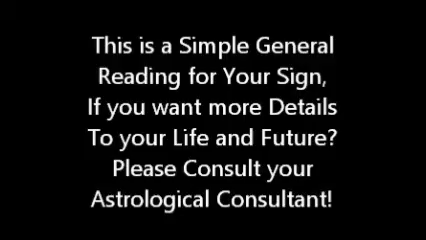 This is a Simple General
Reading for Your Sign,
If you want more Details
To your Life and Future?
Please Consult your
Astrological Consultant!